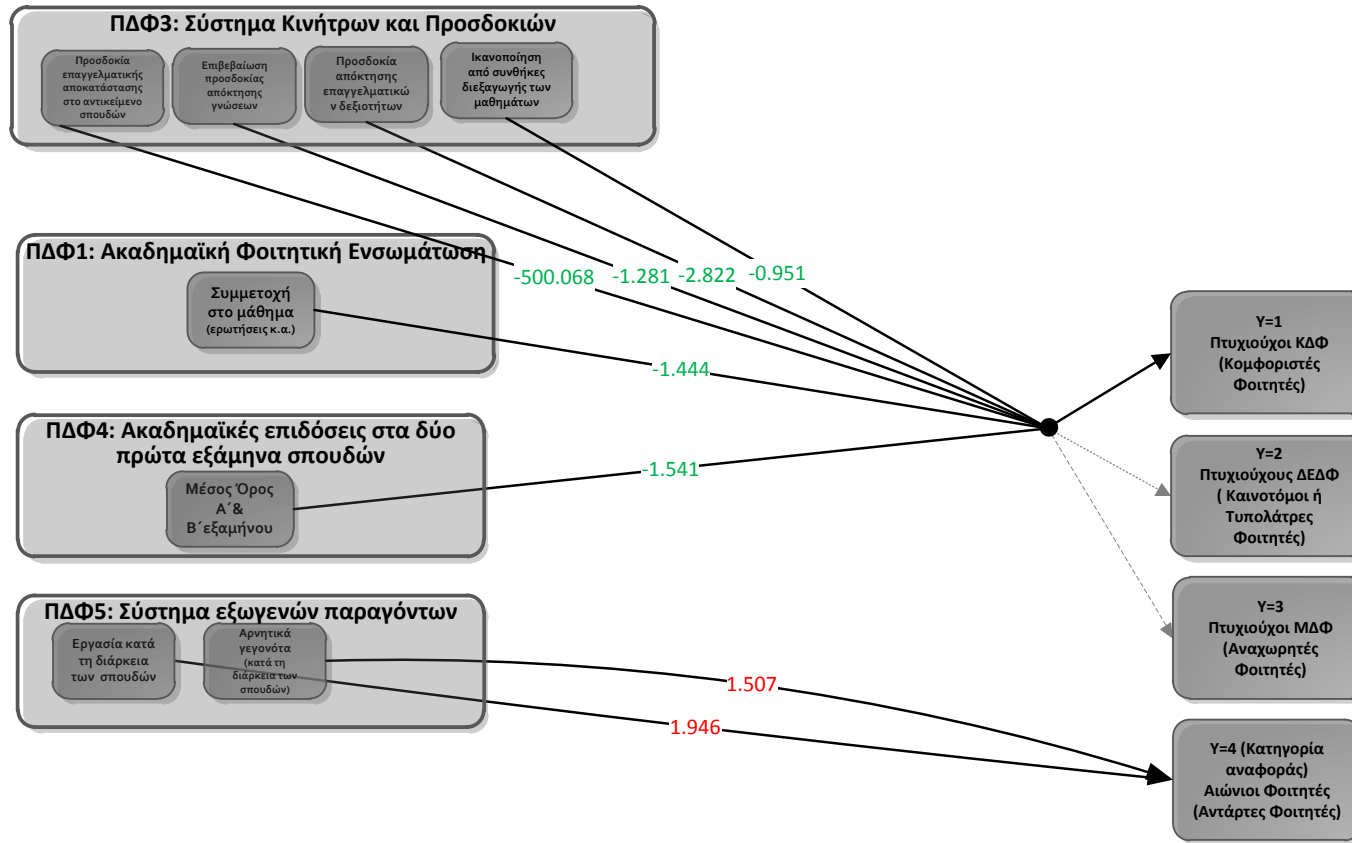 ΠΔΦ3: Σύστημα Κινήτρων και Προσδοκιών
Προσδοκία
επαγγελματικής
αποκατάστασης
στο αντικείμενο
σπουδών
Επιβεβαίωση
προσδοκίας
απόκτησης
γνώσεων
Προσδοκία
απόκτησης
επαγγελματικώ
ν δεξιοτήτων
Ικανοποίηση
από συνθήκες
διεξαγωγής των
μαθημάτων
ΠΔΦ1: Ακαδημαϊκή Φοιτητική Ενσωμάτωση
Συμμετοχή
στο μάθημα
(ερωτήσεις κ.α.)
-500.068
-1.281
-2.822
-0.951
-1.444
ΠΔΦ4: Ακαδημαϊκές επιδόσεις στα δύο
πρώτα εξάμηνα σπουδών
Μέσος Όρος
Α΄&
Β΄εξαμήνου
-1.541
ΠΔΦ5: Σύστημα εξωγενών παραγόντων
Εργασία κατά
τη διάρκεια
των σπουδών
Αρνητικά
γεγονότα
(κατά τη
διάρκεια των
σπουδών)
1.507
1.946
Υ=1
Πτυχιούχοι ΚΔΦ
(Κομφοριστές
Φοιτητές)
Υ=2
Πτυχιούχους ΔΕΔΦ
( Καινοτόμοι ή
Τυπολάτρες
Φοιτητές)
Υ=3
Πτυχιούχοι ΜΔΦ
(Αναχωρητές
Φοιτητές)
Υ=4 (Κατηγορία
αναφοράς)
Αιώνιοι Φοιτητές
(Αντάρτες Φοιτητές)